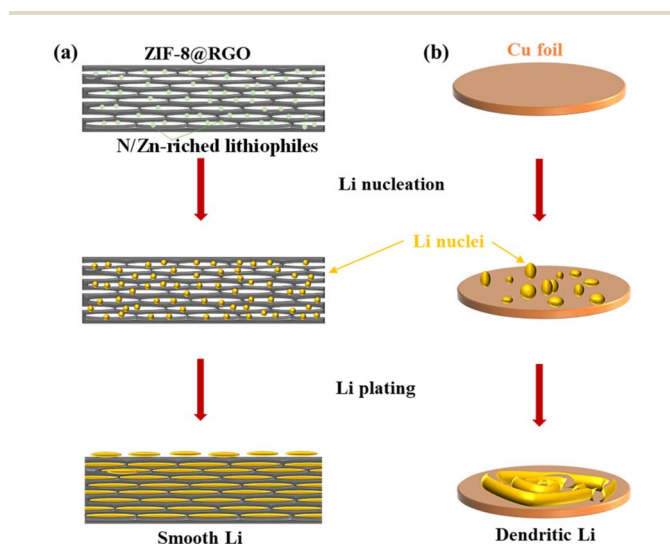 (a)
ZIF-8@RGO
(b)
Cu foil
N/Zn-riched lithiophiles
Li nucleation
Li nuclei
Li plating
Smooth Li
Dendritic Li